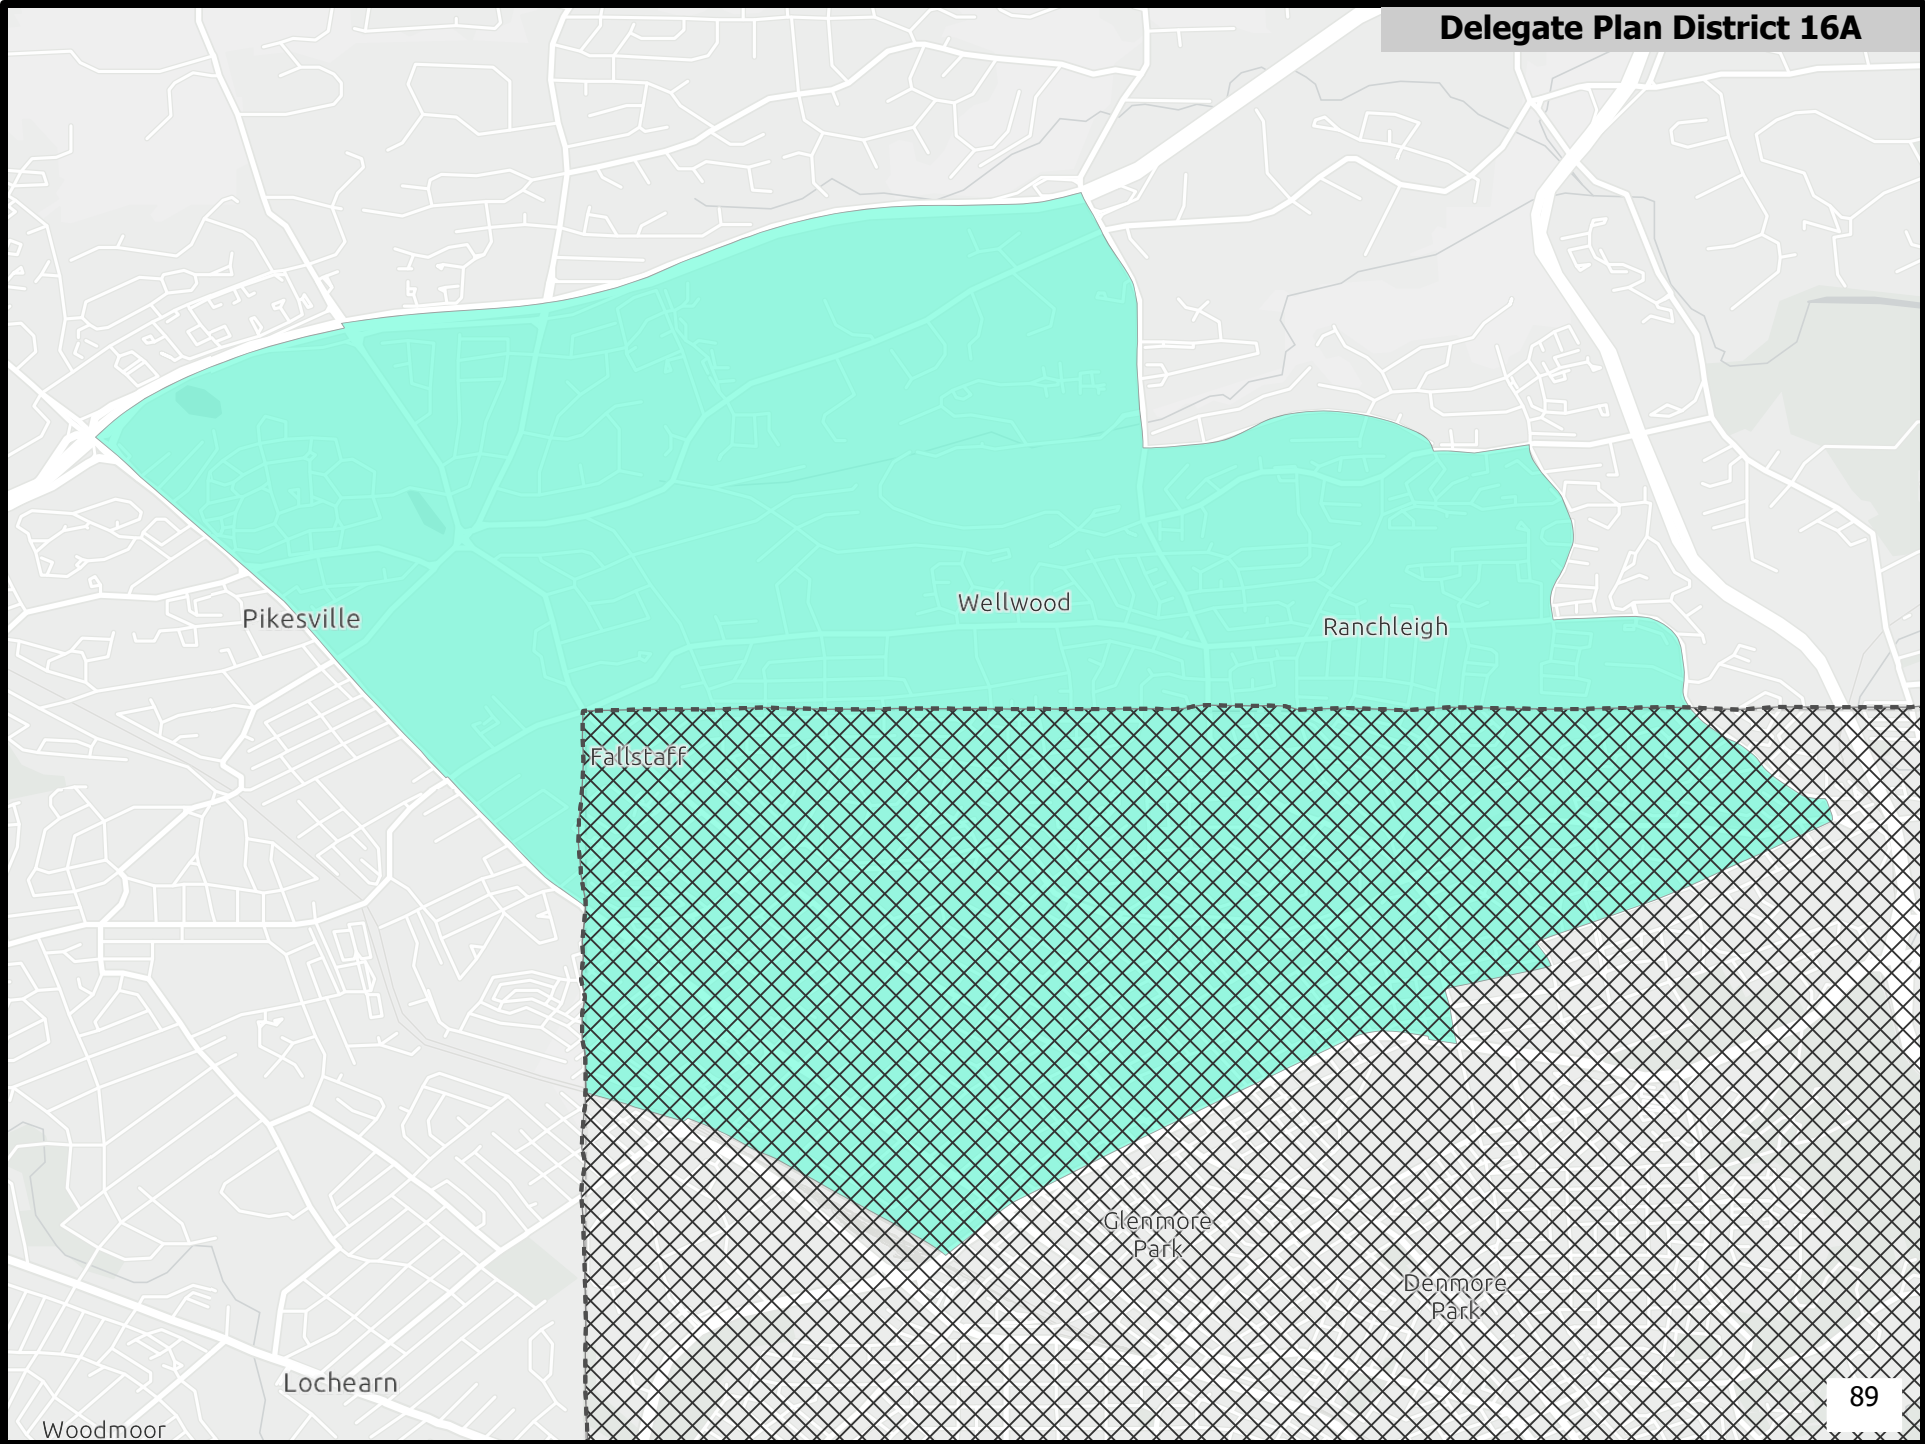 Delegate Plan District 16A
Wellwood
Pikesville
Ranchleigh
Fallstaff
Glenmore
Park
Denmore
Park
Lochearn
Woodmoor
89